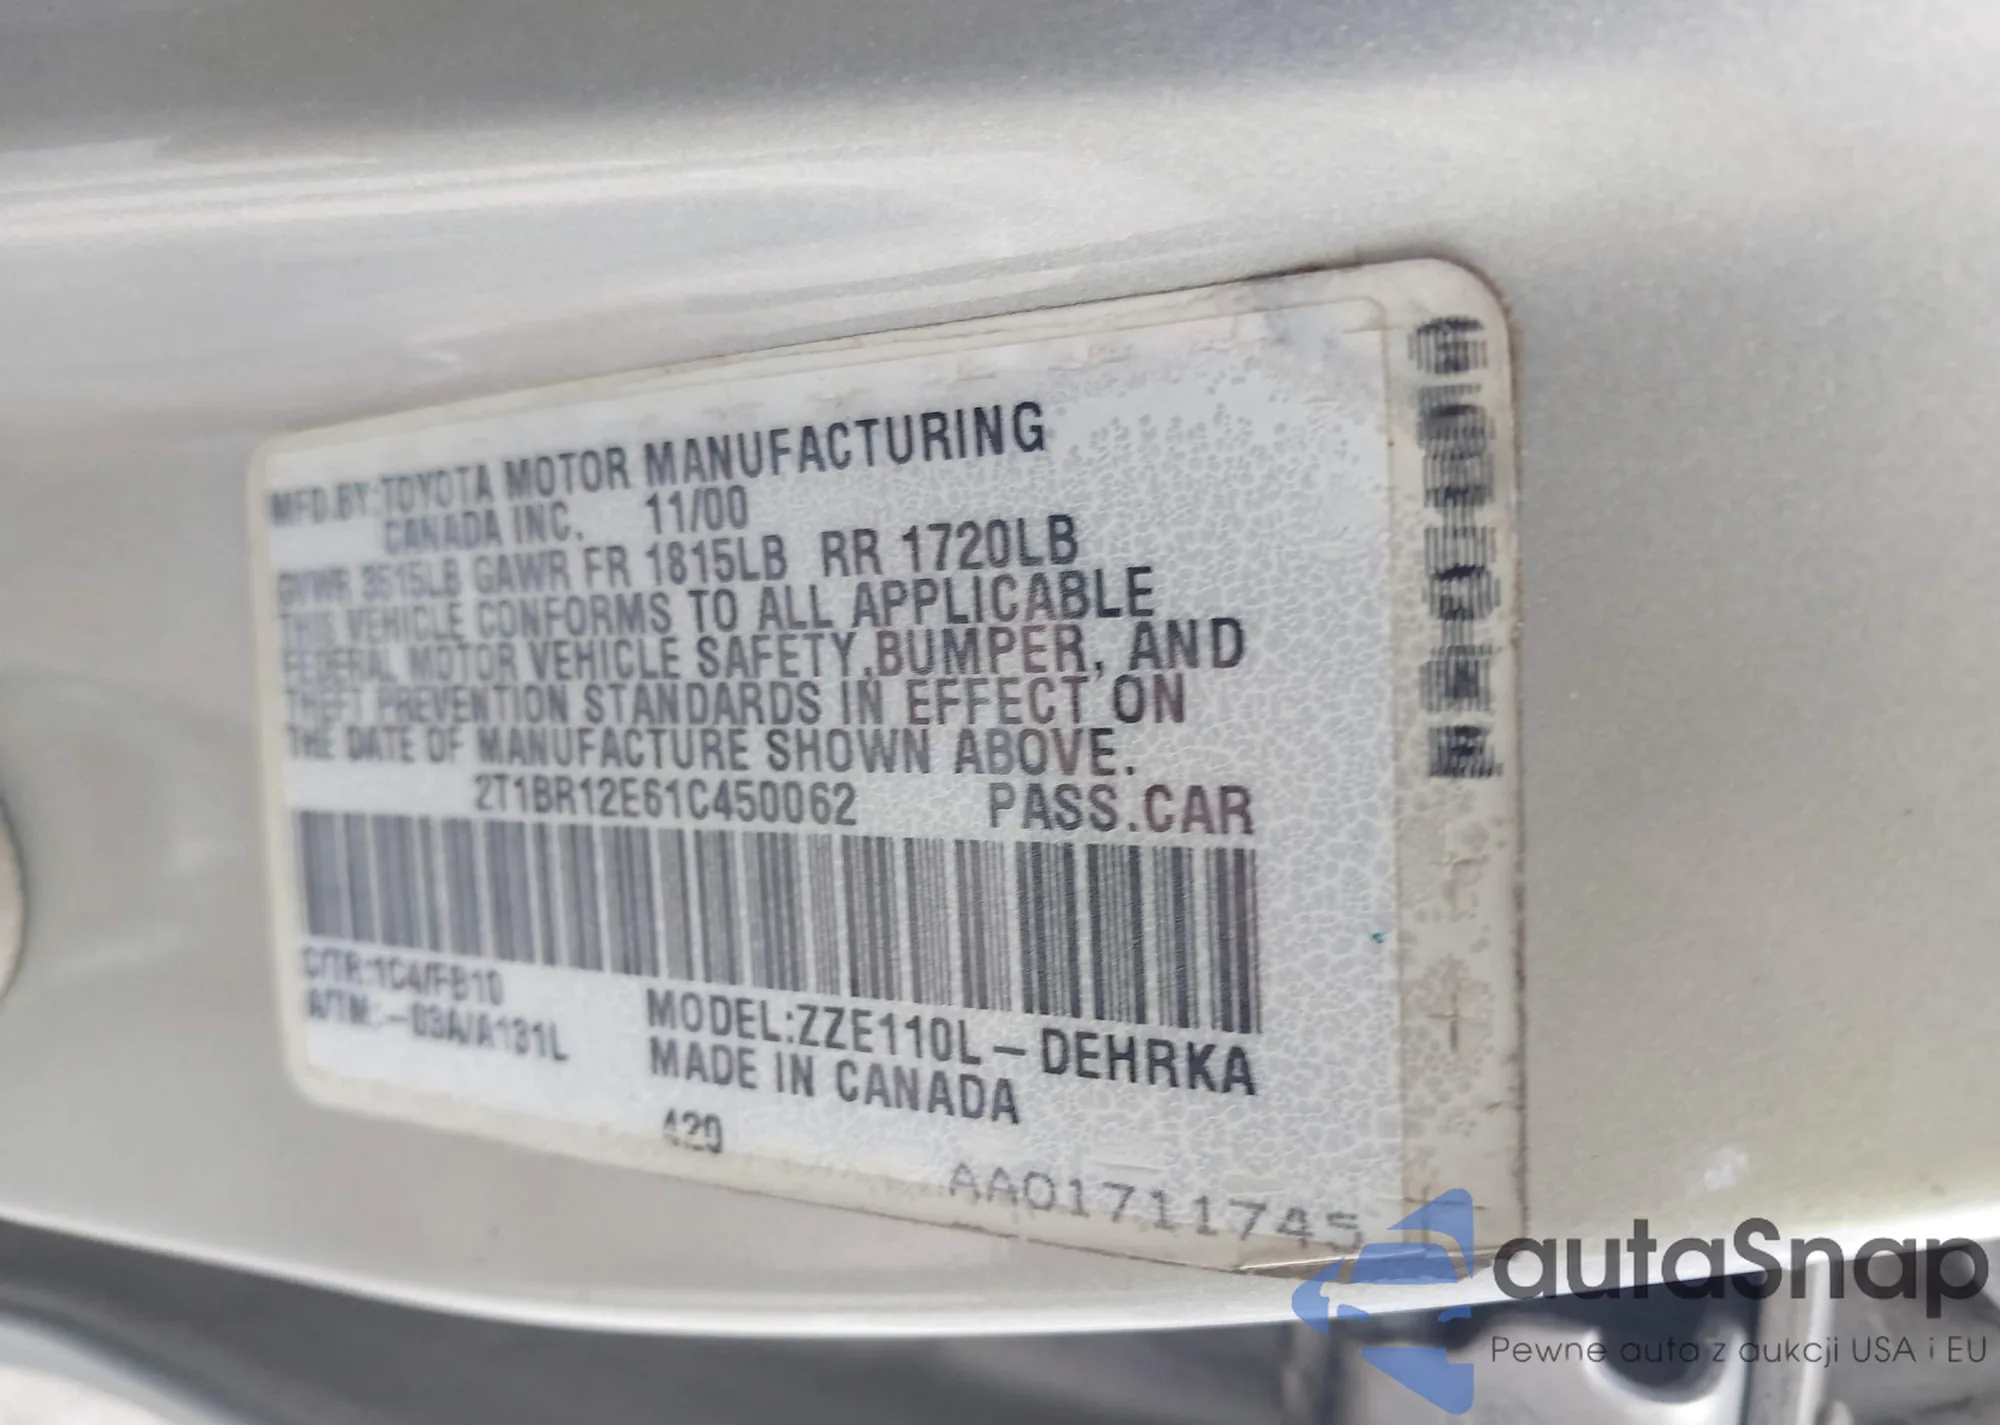 MFD.BY:TOYOTA MOTOR MANUFACTURING
CANADA INC. 11/00
GVWR 3515LB GAWR FR 1815LB RR 1720LB
THIS VEHICLE CONFORMS TO ALL APPLICABLE
FEDERAL MOTOR VEHICLE SAFETY,BUMPER, AND
THEFT PREVENTION STANDARDS IN EFFECT ON
THE DATE OF MANUFACTURE SHOWN ABOVE.
2T1BR12E61C450062 PASS.CAR
C/TR:1C4/FB10
A/TM:-03A/A131L
MODEL:ZZE110L-DEHRKA
MADE IN CANADA
420
AA01711745
autaSnap
Pewne auta z aukcji USA i EU